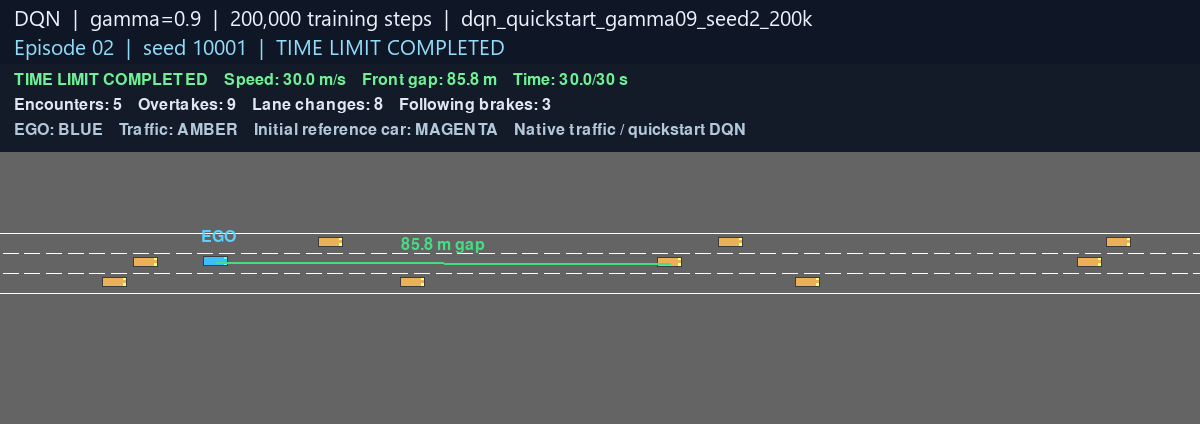 DQN | gamma=0.9 | 200,000 training steps | dqn_quickstart_gamma09_seed2_200k
Episode 02 | seed 10001 | TIME LIMIT COMPLETED
TIME LIMIT COMPLETED Speed: 30.0 m/s Front gap: 85.8 m Time: 30.0/30 s
Encounters: 5 Overtakes: 9 Lane changes: 8 Following brakes: 3
EGO: BLUE Traffic: AMBER Initial reference car: MAGENTA Native traffic / quickstart DQN
EGO
85.8 m gap